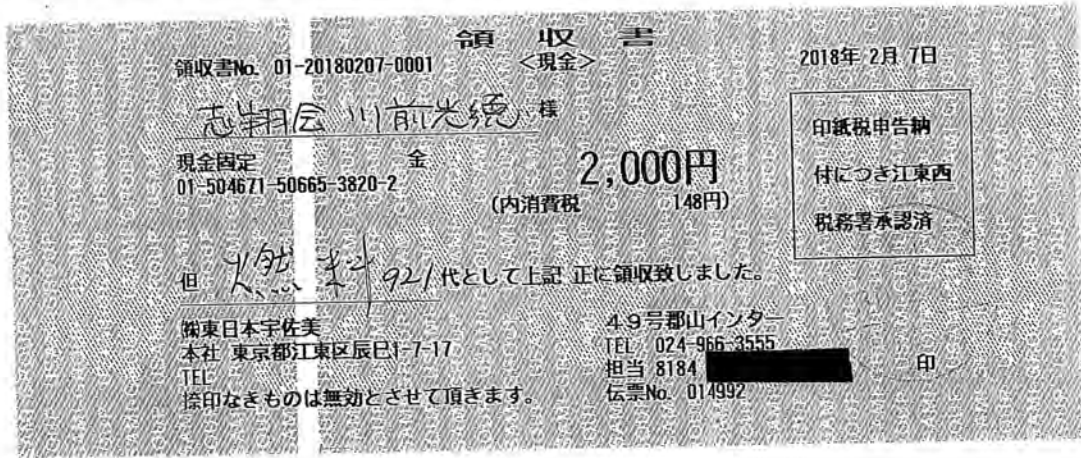 領収書
領収書No. 01-20180207-0001
<現金>
2018年 2月 7日
志翔会 川前光徳 様
現金固定
01-504671-50665-3820-2
金
2,000円
(内消費税 148円)
印紙税申告納
付につき江東西
税務署承認済
但 燃料 921 代として上記 正に領収致しました。
㈱東日本宇佐美
本社 東京都江東区辰巳1-7-17
TEL
捺印なきものは無効とさせて頂きます。
49号郡山インター
TEL 024-966-3555
担当 8184
印
伝票No. 014992